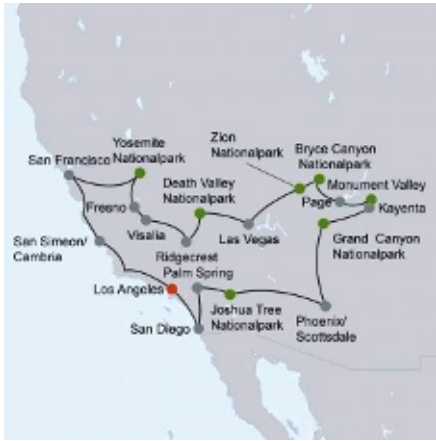 Zion
Nationalpark
Bryce Canyon
Nationalpark
Yosemite
Nationalpark
San Francisco
Death Valley
Nationalpark
Monument Valley
Page
Kayenta
Fresno
Visalia
Las Vegas
Grand Canyon
Nationalpark
San Simeon/
Cambria
Ridgecrest
Palm Spring
Los Angeles
Joshua Tree
Nationalpark
San Diego
Phoenix/
Scottsdale